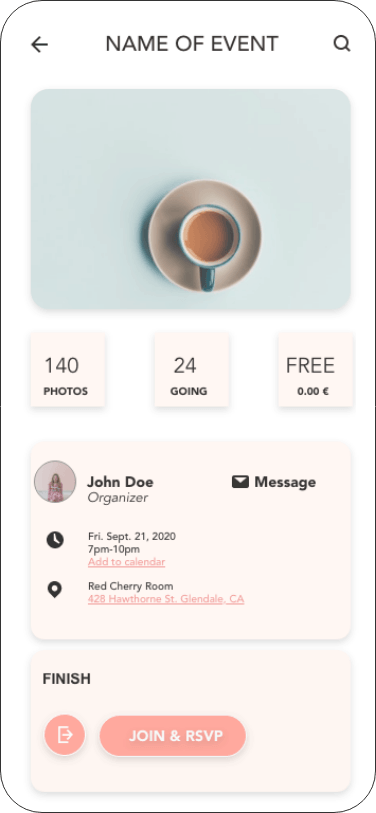 NAME OF EVENT
140
PHOTOS
24
GOING
FREE
0.00 €
John Doe
Organizer
Message
Fri. Sept. 21, 2020
7pm-10pm
Add to calendar
Red Cherry Room
428 Hawthorne St. Glendale, CA
FINISH
JOIN & RSVP